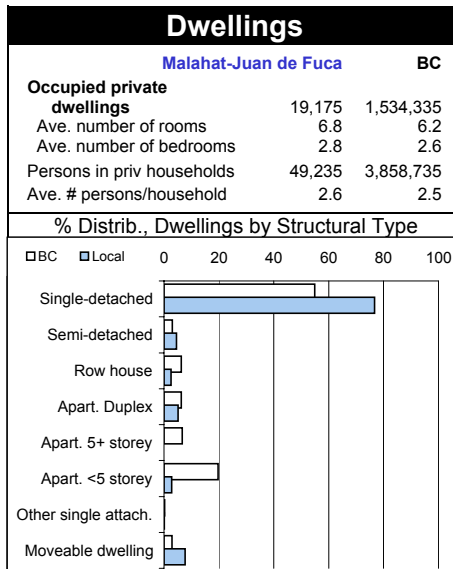 Dwellings
Malahat-Juan de Fuca BC
Occupied private
dwellings 19,175 1,534,335
Ave. number of rooms 6.8 6.2
Ave. number of bedrooms 2.8 2.6
Persons in priv households 49,235 3,858,735
Ave. # persons/household 2.6 2.5
% Distrib., Dwellings by Structural Type
BC Local 0 20 40 60 80 100
Single-detached
Semi-detached
Row house
Apart. Duplex
Apart. 5+ storey
Apart. <5 storey
Other single attach.
Moveable dwelling